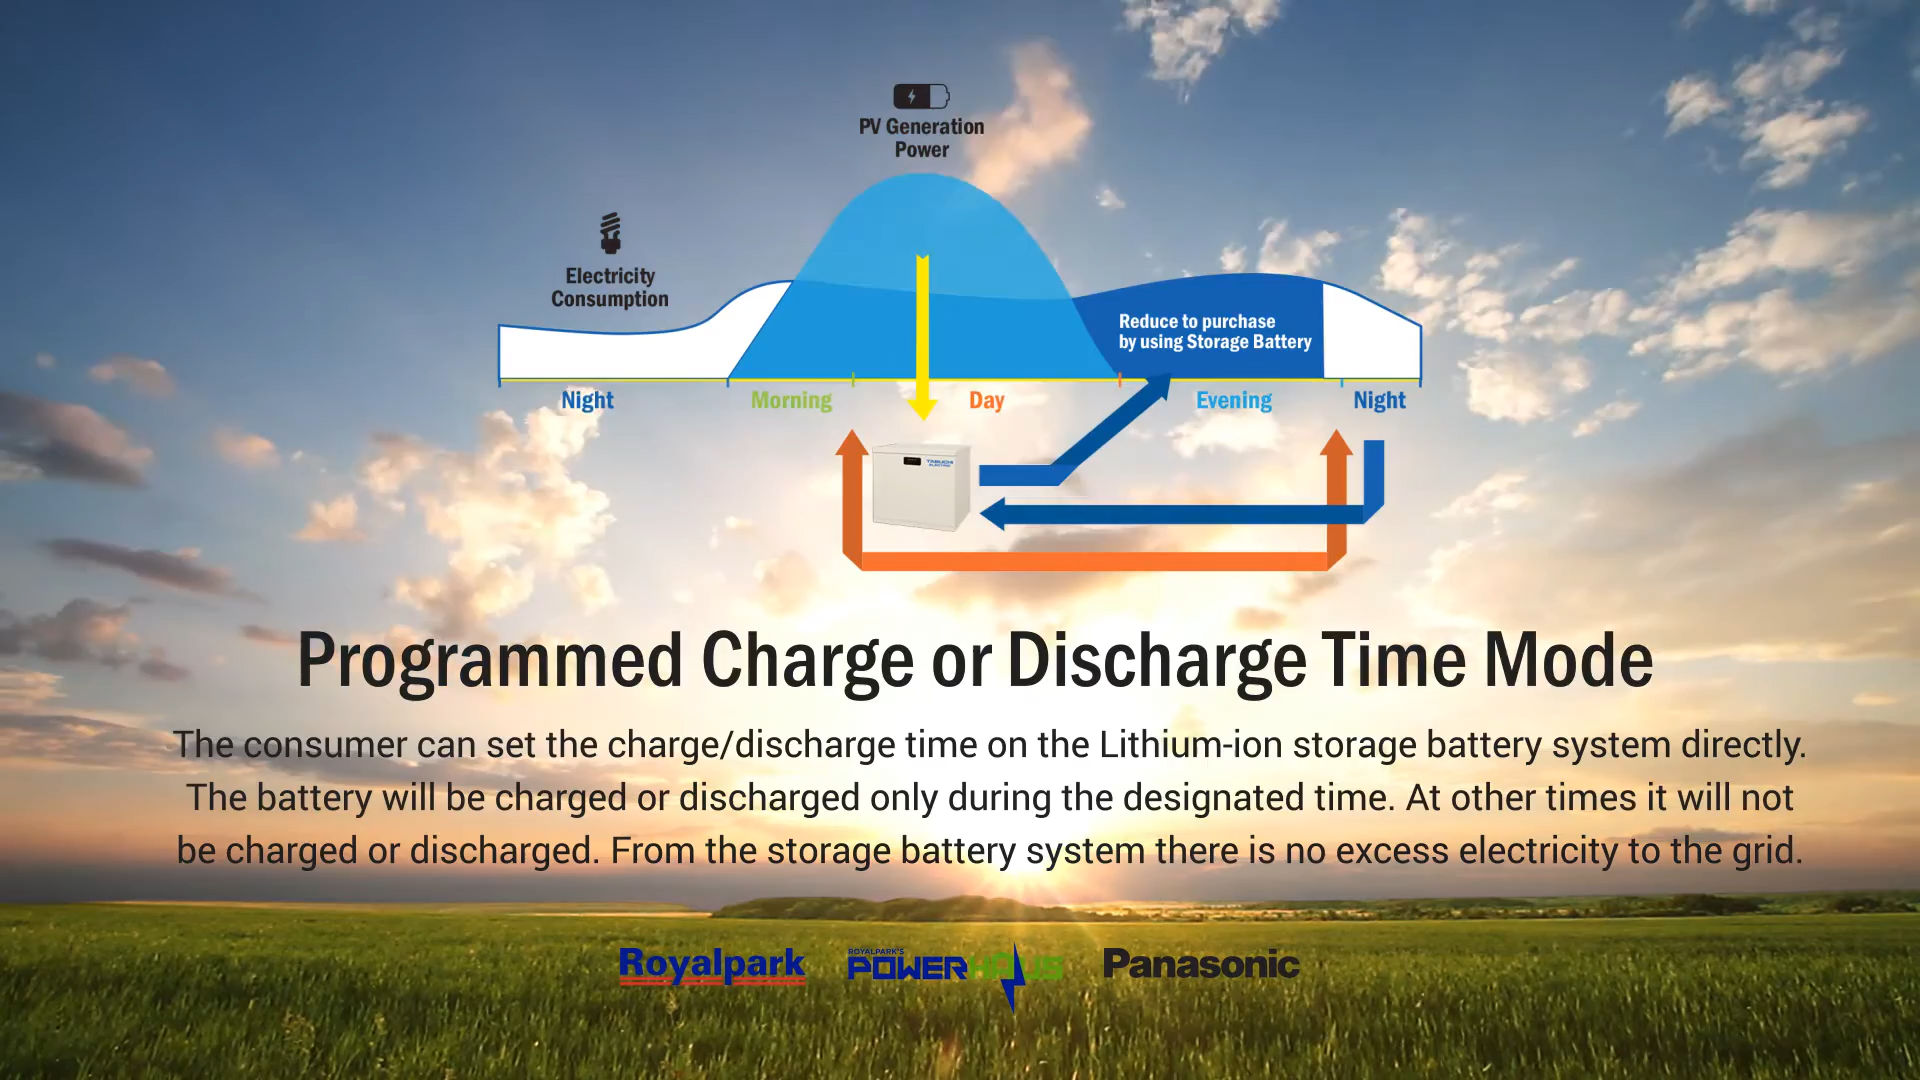 PV Generation
Power
Electricity
Consumption
Reduce to purchase
by using Storage Battery
Night
Morning
Day
Evening
Night
TABUCHI
ELECTRIC
Programmed Charge or Discharge Time Mode
The consumer can set the charge/discharge time on the Lithium-ion storage battery system directly.
The battery will be charged or discharged only during the designated time. At other times it will not
be charged or discharged. From the storage battery system there is no excess electricity to the grid.
Royalpark
ROYALPARK'S
POWERHAUS
Panasonic